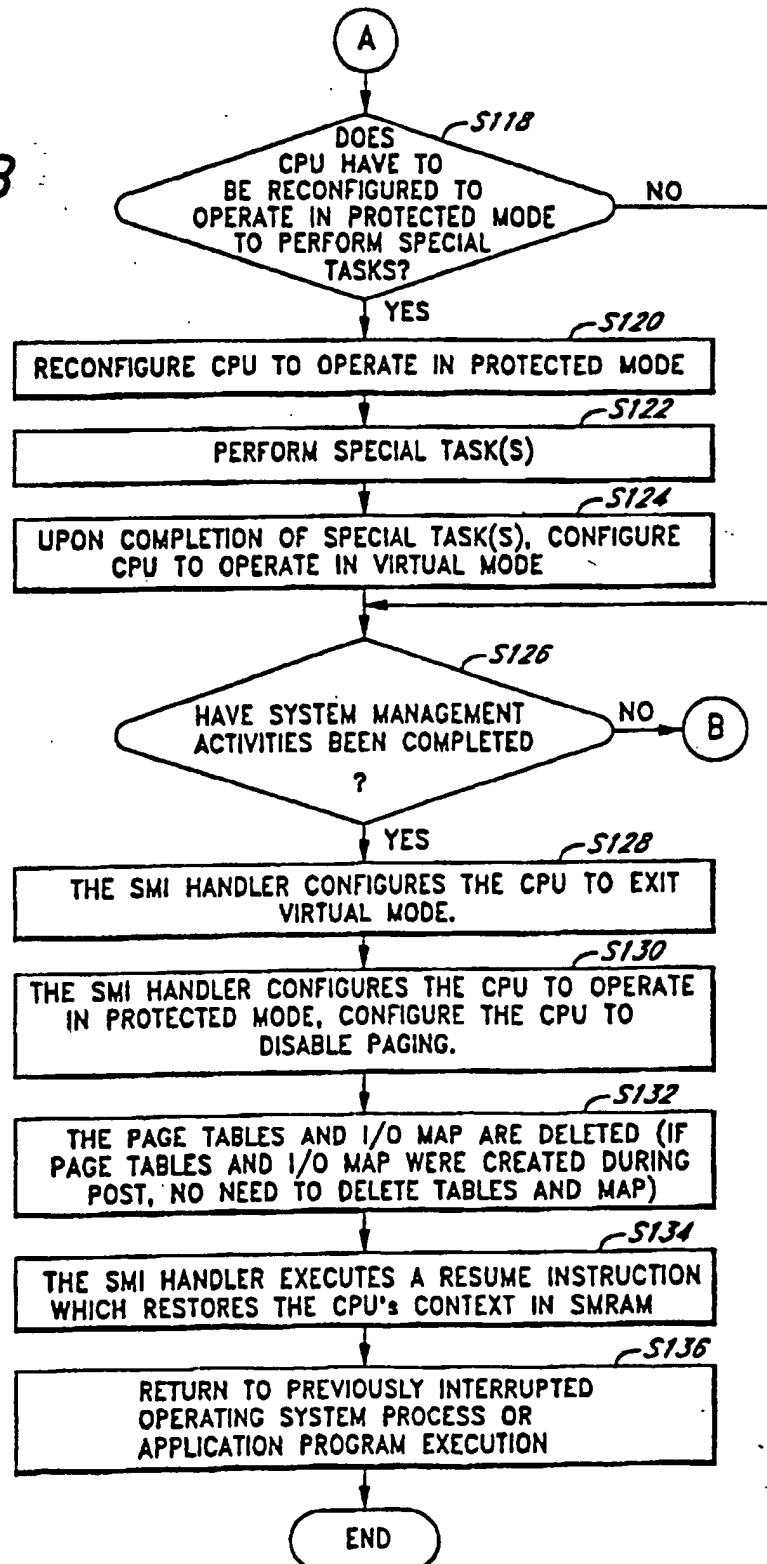 A
S118
DOES
CPU HAVE TO
BE RECONFIGURED TO
OPERATE IN PROTECTED MODE
TO PERFORM SPECIAL
TASKS?
NO
YES
S120
RECONFIGURE CPU TO OPERATE IN PROTECTED MODE
S122
PERFORM SPECIAL TASK(S)
S124
UPON COMPLETION OF SPECIAL TASK(S), CONFIGURE
CPU TO OPERATE IN VIRTUAL MODE
S126
HAVE SYSTEM MANAGEMENT
ACTIVITIES BEEN COMPLETED
?
NO
B
YES
S128
THE SMI HANDLER CONFIGURES THE CPU TO EXIT
VIRTUAL MODE.
S130
THE SMI HANDLER CONFIGURES THE CPU TO OPERATE
IN PROTECTED MODE, CONFIGURE THE CPU TO
DISABLE PAGING.
S132
THE PAGE TABLES AND I/O MAP ARE DELETED (IF
PAGE TABLES AND I/O MAP WERE CREATED DURING
POST, NO NEED TO DELETE TABLES AND MAP)
S134
THE SMI HANDLER EXECUTES A RESUME INSTRUCTION
WHICH RESTORES THE CPU's CONTEXT IN SMRAM
S136
RETURN TO PREVIOUSLY INTERRUPTED
OPERATING SYSTEM PROCESS OR
APPLICATION PROGRAM EXECUTION
END